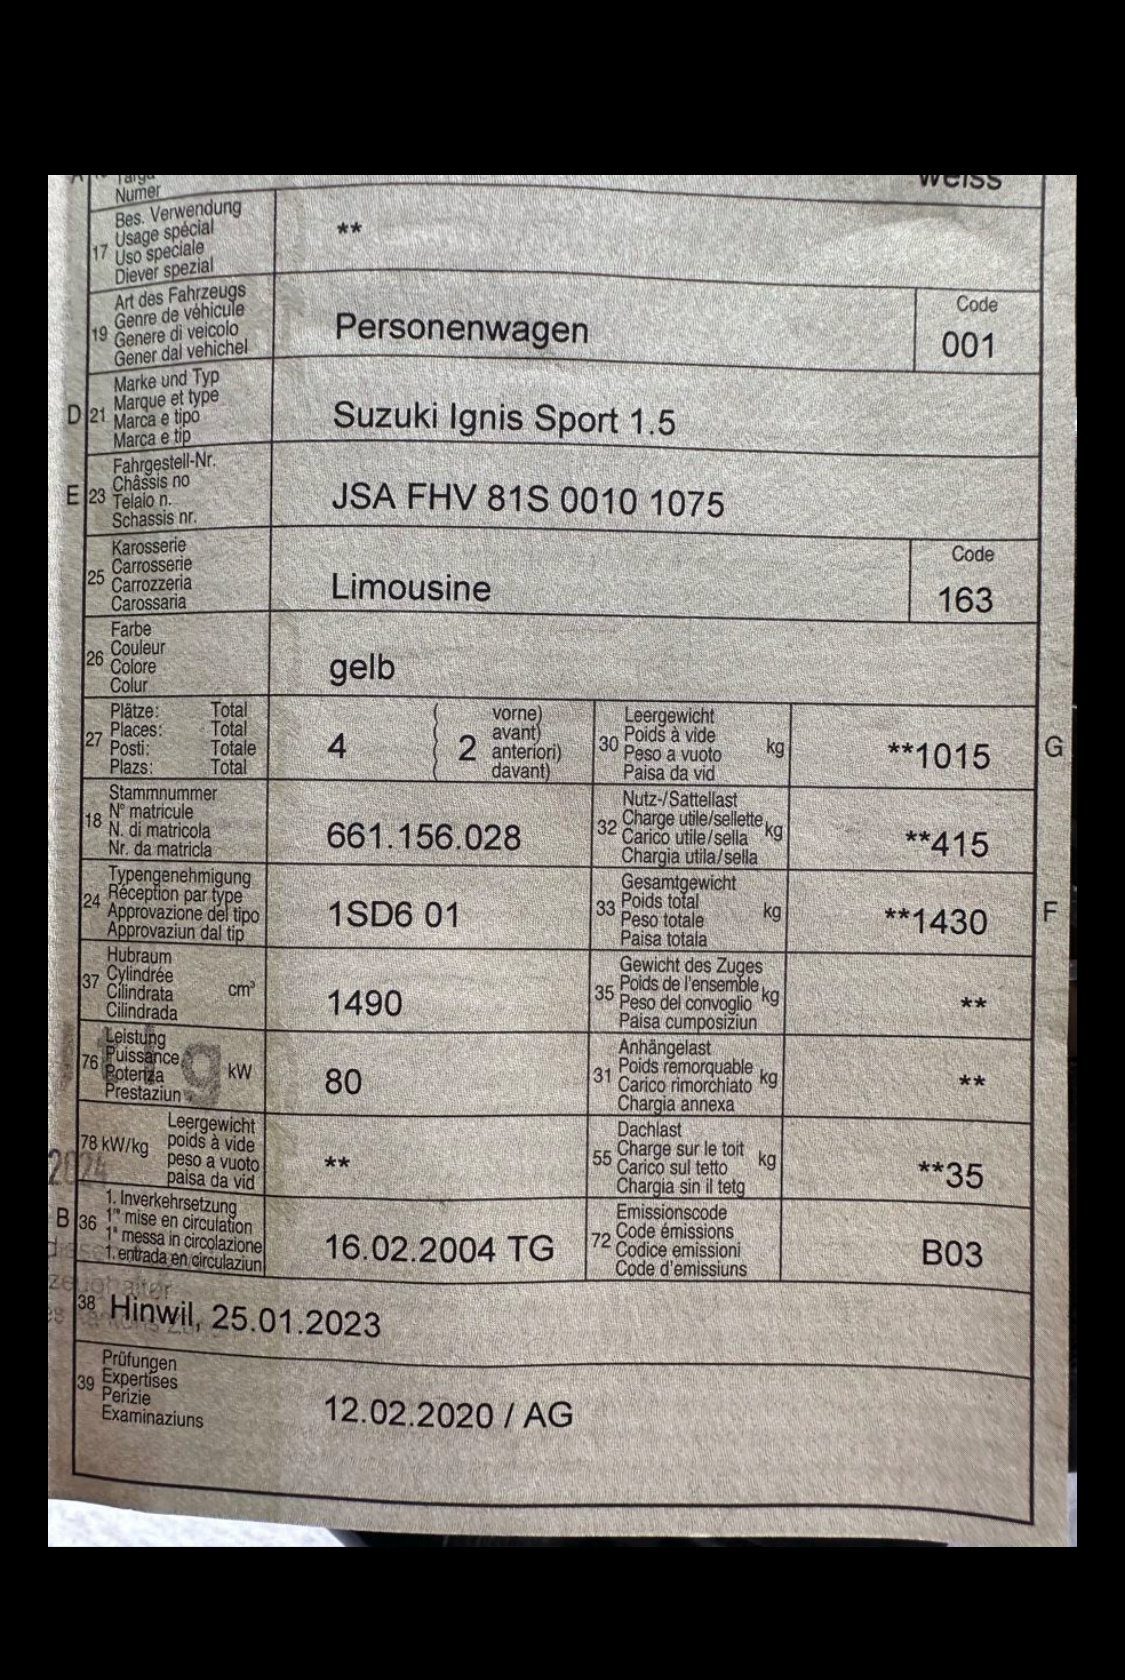 Targa
Numer
weiss
17 Bes. Verwendung
Usage spécial
Uso speciale
Diever spezial
**
19 Art des Fahrzeugs
Genre de véhicule
Genere di veicolo
Gener dal vehichel
Personenwagen
Code
001
D 21 Marke und Typ
Marque et type
Marca e tipo
Marca e tip
Suzuki Ignis Sport 1.5
E 23 Fahrgestell-Nr.
Châssis no
Telaio n.
Schassis nr.
JSA FHV 81S 0010 1075
25 Karosserie
Carrosserie
Carrozzeria
Carossaria
Limousine
Code
163
26 Farbe
Couleur
Colore
Colur
gelb
27 Plätze: Total
Places: Total
Posti: Totale
Plazs: Total
4
( 2 vorne)
avant)
anteriori)
davant)
30 Leergewicht
Poids à vide
Peso a vuoto
Paisa da vid
kg
**1015
G
18 Stammnummer
N° matricule
N. di matricola
Nr. da matricla
661.156.028
32 Nutz-/Sattellast
Charge utile/sellette
Carico utile/sella
Chargia utila/sella
kg
**415
24 Typengenehmigung
Réception par type
Approvazione del tipo
Approvaziun dal tip
1SD6 01
33 Gesamtgewicht
Poids total
Peso totale
Paisa totala
kg
**1430
F
37 Hubraum
Cylindrée
Cilindrata
Cilindrada
cm³
1490
35 Gewicht des Zuges
Poids de l'ensemble
Peso del convoglio
Paisa cumposiziun
kg
**
76 Leistung
Puissance
Potenza
Prestaziun
kW
80
31 Anhängelast
Poids remorquable
Carico rimorchiato
Chargia annexa
kg
**
78 kW/kg
Leergewicht
poids à vide
peso a vuoto
paisa da vid
**
55 Dachlast
Charge sur le toit
Carico sul tetto
Chargia sin il tetg
kg
**35
2024
B 36 1. Inverkehrsetzung
1re mise en circulation
1a messa in circolazione
1. entrada en circulaziun
16.02.2004 TG
72 Emissionscode
Code émissions
Codice emissioni
Code d'emissiuns
B03
38 Hinwil, 25.01.2023
39 Prüfungen
Expertises
Perizie
Examinaziuns
12.02.2020 / AG